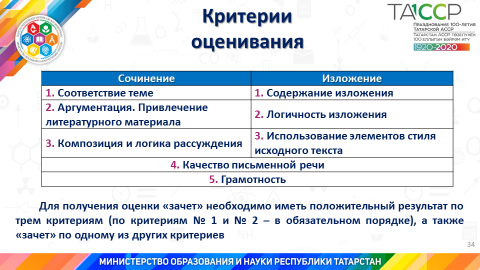 Критерии
оценивания
ТАССР
ПРАЗДНОВАНИЕ 100-ЛЕТИЯ
ТАТАРСКОЙ АССР
1920-2020
Сочинение
Изложение
1. Соответствие теме
1. Содержание изложения
2. Аргументация. Привлечение
литературного материала
2. Логичность изложения
3. Композиция и логика рассуждения
3. Использование элементов стиля
исходного текста
4. Качество письменной речи
5. Грамотность
Для получения оценки «зачет» необходимо иметь положительный результат по
трем критериям (по критериям № 1 и № 2 – в обязательном порядке), а также
«зачет» по одному из других критериев
34
МИНИСТЕРСТВО ОБРАЗОВАНИЯ И НАУКИ РЕСПУБЛИКИ ТАТАРСТАН